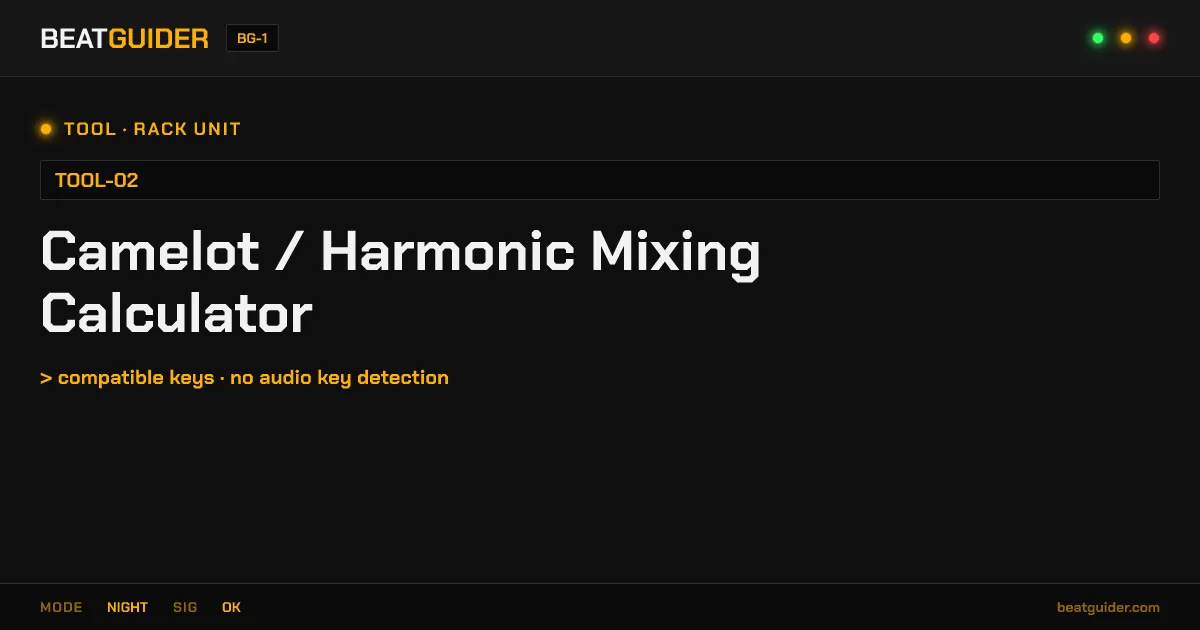 BEATGUIDER BG-1
TOOL · RACK UNIT
TOOL-02
Camelot / Harmonic Mixing
Calculator
> compatible keys · no audio key detection
MODE NIGHT SIG OK beatguider.com